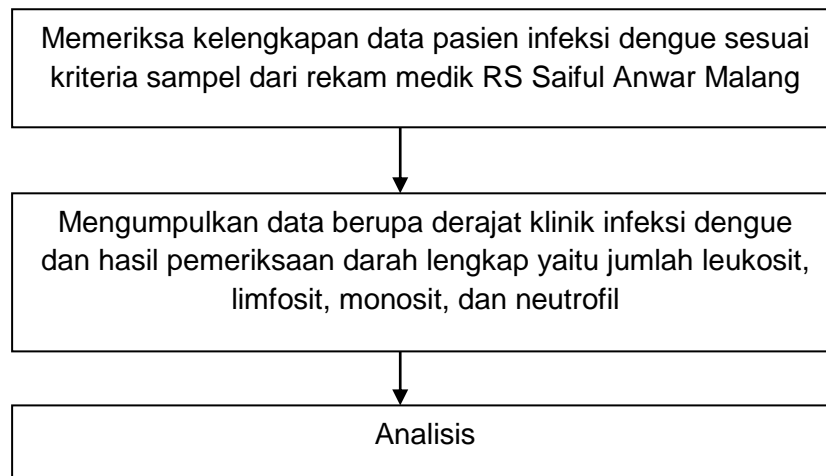 Memeriksa kelengkapan data pasien infeksi dengue sesuai
kriteria sampel dari rekam medik RS Saiful Anwar Malang
Mengumpulkan data berupa derajat klinik infeksi dengue
dan hasil pemeriksaan darah lengkap yaitu jumlah leukosit,
limfosit, monosit, dan neutrofil
Analisis